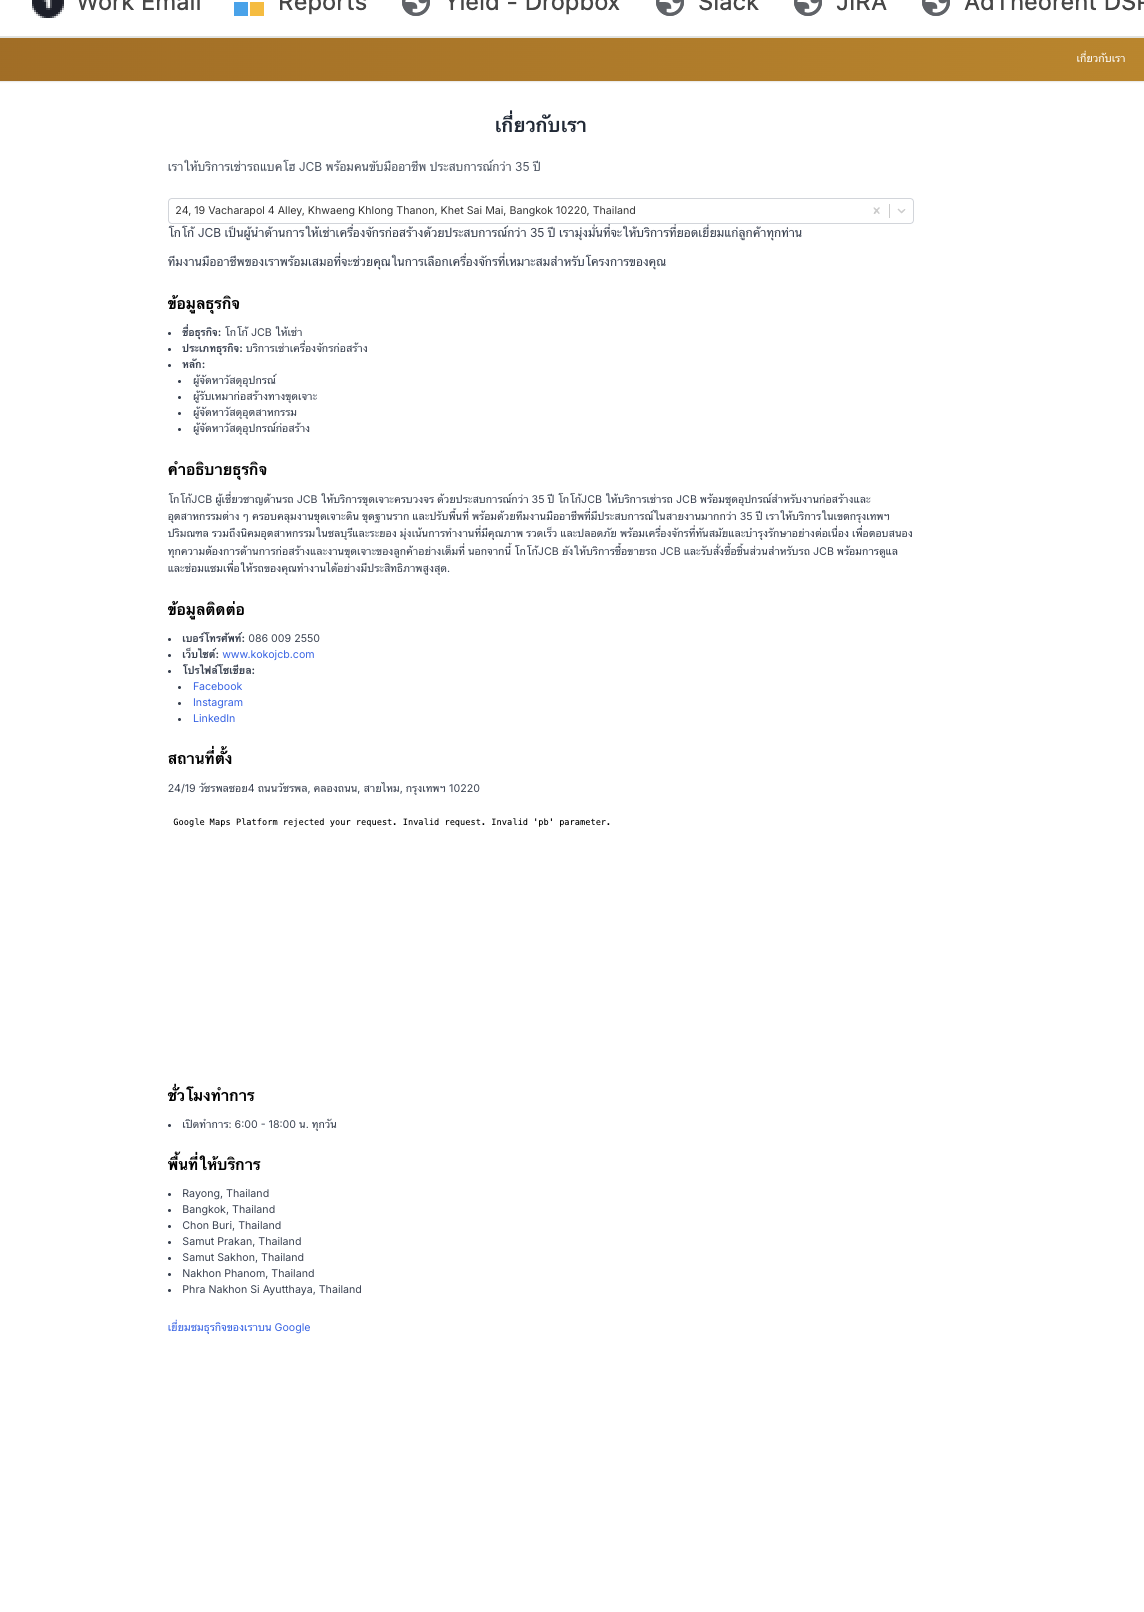 Work Email
Reports
Yield - Dropbox
Slack
JIRA
AdTheorent DSP
เกี่ยวกับเรา
เกี่ยวกับเรา
เราให้บริการเช่ารถแบคโฮ JCB พร้อมคนขับมืออาชีพ ประสบการณ์กว่า 35 ปี
24, 19 Vacharapol 4 Alley, Khwaeng Khlong Thanon, Khet Sai Mai, Bangkok 10220, Thailand
โกโก้ JCB เป็นผู้นำด้านการให้เช่าเครื่องจักรก่อสร้างด้วยประสบการณ์กว่า 35 ปี เรามุ่งมั่นที่จะให้บริการที่ยอดเยี่ยมแก่ลูกค้าทุกท่าน
ทีมงานมืออาชีพของเราพร้อมเสมอที่จะช่วยคุณในการเลือกเครื่องจักรที่เหมาะสมสำหรับโครงการของคุณ
ข้อมูลธุรกิจ
ชื่อธุรกิจ: โกโก้ JCB ให้เช่า
ประเภทธุรกิจ: บริการเช่าเครื่องจักรก่อสร้าง
หลัก:
ผู้จัดหาวัสดุอุปกรณ์
ผู้รับเหมาก่อสร้างทางขุดเจาะ
ผู้จัดหาวัสดุอุตสาหกรรม
ผู้จัดหาวัสดุอุปกรณ์ก่อสร้าง
คำอธิบายธุรกิจ
โกโก้JCB ผู้เชี่ยวชาญด้านรถ JCB ให้บริการขุดเจาะครบวงจร ด้วยประสบการณ์กว่า 35 ปี โกโก้JCB ให้บริการเช่ารถ JCB พร้อมชุดอุปกรณ์สำหรับงานก่อสร้างและ
อุตสาหกรรมต่าง ๆ ครอบคลุมงานขุดเจาะดิน ขุดฐานราก และปรับพื้นที่ พร้อมด้วยทีมงานมืออาชีพที่มีประสบการณ์ในสายงานมากกว่า 35 ปี เราให้บริการในเขตกรุงเทพฯ
ปริมณฑล รวมถึงนิคมอุตสาหกรรมในชลบุรีและระยอง มุ่งเน้นการทำงานที่มีคุณภาพ รวดเร็ว และปลอดภัย พร้อมเครื่องจักรที่ทันสมัยและบำรุงรักษาอย่างต่อเนื่อง เพื่อตอบสนอง
ทุกความต้องการด้านการก่อสร้างและงานขุดเจาะของลูกค้าอย่างเต็มที่ นอกจากนี้ โกโก้JCB ยังให้บริการซื้อขายรถ JCB และรับสั่งซื้อชิ้นส่วนสำหรับรถ JCB พร้อมการดูแล
และซ่อมแซมเพื่อให้รถของคุณทำงานได้อย่างมีประสิทธิภาพสูงสุด.
ข้อมูลติดต่อ
เบอร์โทรศัพท์: 086 009 2550
เว็บไซต์: www.kokojcb.com
โปรไฟล์โซเชียล:
Facebook
Instagram
LinkedIn
สถานที่ตั้ง
24/19 วัชรพลซอย4 ถนนวัชรพล, คลองถนน, สายไหม, กรุงเทพฯ 10220
Google Maps Platform rejected your request. Invalid request. Invalid 'pb' parameter.
ชั่วโมงทำการ
เปิดทำการ: 6:00 - 18:00 น. ทุกวัน
พื้นที่ให้บริการ
Rayong, Thailand
Bangkok, Thailand
Chon Buri, Thailand
Samut Prakan, Thailand
Samut Sakhon, Thailand
Nakhon Phanom, Thailand
Phra Nakhon Si Ayutthaya, Thailand
เยี่ยมชมธุรกิจของเราบน Google